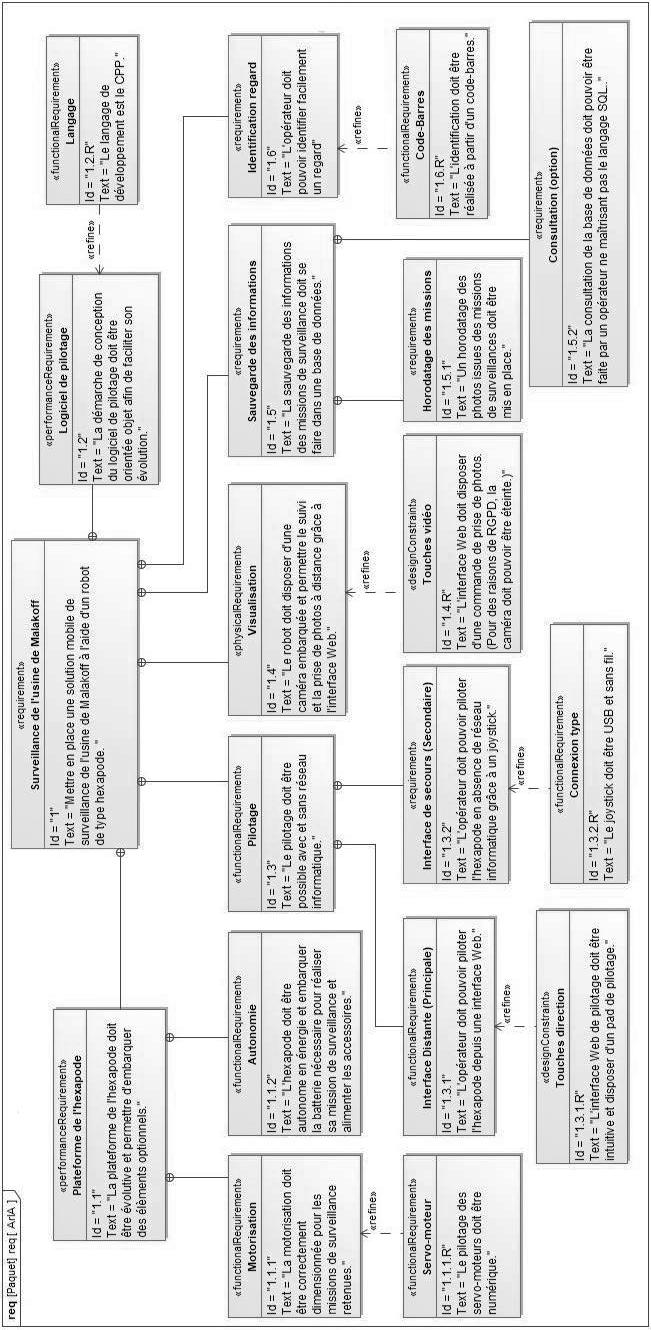 req [Paquet] req [ ArlA ]
«requirement»
Surveillance de l'usine de Malakoff
Id = "1"
Text = "Mettre en place une solution mobile de
surveillance de l'usine de Malakoff à l'aide d'un robot
de type hexapode."
«performanceRequirement»
Plateforme de l'hexapode
Id = "1.1"
Text = "La plateforme de l'hexapode doit
être évolutive et permettre d'embarquer
des éléments optionnels."
«performanceRequirement»
Logiciel de pilotage
Id = "1.2"
Text = "La démarche de conception
du logiciel de pilotage doit être
orientée objet afin de faciliter son
évolution."
«refine»
«functionalRequirement»
Langage
Id = "1.2.R"
Text = "Le langage de
développement est le CPP."
«functionalRequirement»
Motorisation
Id = "1.1.1"
Text = "La motorisation doit
être correctement
dimensionnée pour les
missions de surveillance
retenues."
«functionalRequirement»
Autonomie
Id = "1.1.2"
Text = "L'hexapode doit être
autonome en énergie et embarquer
la batterie nécessaire pour réaliser
sa mission de surveillance et
alimenter les accessoires."
«functionalRequirement»
Pilotage
Id = "1.3"
Text = "Le pilotage doit être
possible avec et sans réseau
informatique."
«physicalRequirement»
Visualisation
Id = "1.4"
Text = "Le robot doit disposer d'une
caméra embarquée et permettre le suivi
et la prise de photos à distance grâce à
l'interface Web."
«requirement»
Sauvegarde des informations
Id = "1.5"
Text = "La sauvegarde des informations
des missions de surveillance doit se
faire dans une base de données."
«requirement»
Identification regard
Id = "1.6"
Text = "L'opérateur doit
pouvoir identifier facilement
un regard"
«refine»
«refine»
«refine»
«functionalRequirement»
Servo-moteur
Id = "1.1.1.R"
Text = "Le pilotage des
servo-moteurs doit être
numérique."
«functionalRequirement»
Interface Distante (Principale)
Id = "1.3.1"
Text = "L'opérateur doit pouvoir piloter
l'hexapode depuis une interface Web."
«requirement»
Interface de secours (Secondaire)
Id = "1.3.2"
Text = "L'opérateur doit pouvoir piloter
l'hexapode en absence de réseau
informatique grâce à un joystick."
«designConstraint»
Touches vidéo
Id = "1.4.R"
Text = "L'interface Web doit disposer
d'une commande de prise de photos.
(Pour des raisons de RGPD, la
caméra doit pouvoir être éteinte.)"
«requirement»
Horodatage des missions
Id = "1.5.1"
Text = "Un horodatage des
photos issues des missions
de surveillances doit être
mis en place."
«functionalRequirement»
Code-Barres
Id = "1.6.R"
Text = "L'identification doit être
réalisée à partir d'un code-barres."
«refine»
«refine»
«designConstraint»
Touches direction
Id = "1.3.1.R"
Text = "L'interface Web de pilotage doit être
intuitive et disposer d'un pad de pilotage."
«functionalRequirement»
Connexion type
Id = "1.3.2.R"
Text = "Le joystick doit être USB et sans fil."
«requirement»
Consultation (option)
Id = "1.5.2"
Text = "La consultation de la base de données doit pouvoir être
faite par un opérateur ne maîtrisant pas le langage SQL.."